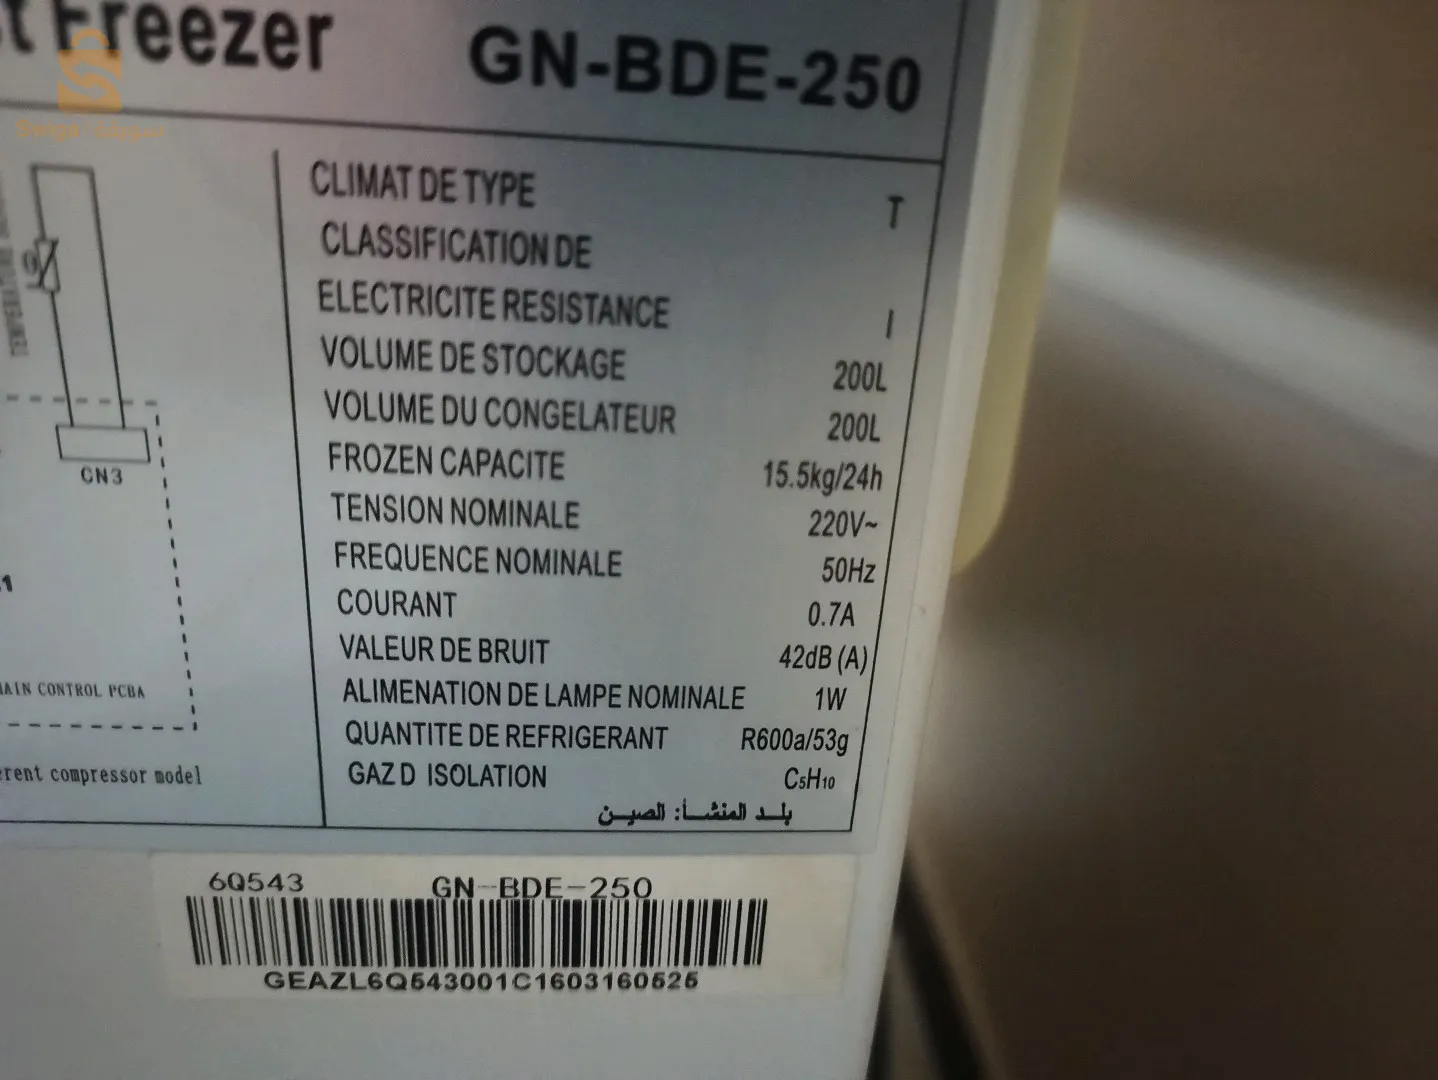 t Freezer GN-BDE-250
CLIMAT DE TYPE T
CLASSIFICATION DE
ELECTRICITE RESISTANCE I
VOLUME DE STOCKAGE 200L
VOLUME DU CONGELATEUR 200L
FROZEN CAPACITE 15.5kg/24h
TENSION NOMINALE 220V~
FREQUENCE NOMINALE 50Hz
COURANT 0.7A
VALEUR DE BRUIT 42dB (A)
ALIMENATION DE LAMPE NOMINALE 1W
QUANTITE DE REFRIGERANT R600a/53g
GAZ D ISOLATION C5H10
بلد المنشأ: الصين
θ
TEMPERATURE
CN3
1
MAIN CONTROL PCBA
erent compressor model
6Q543 GN-BDE-250
GEAZL6Q543001C1603160525